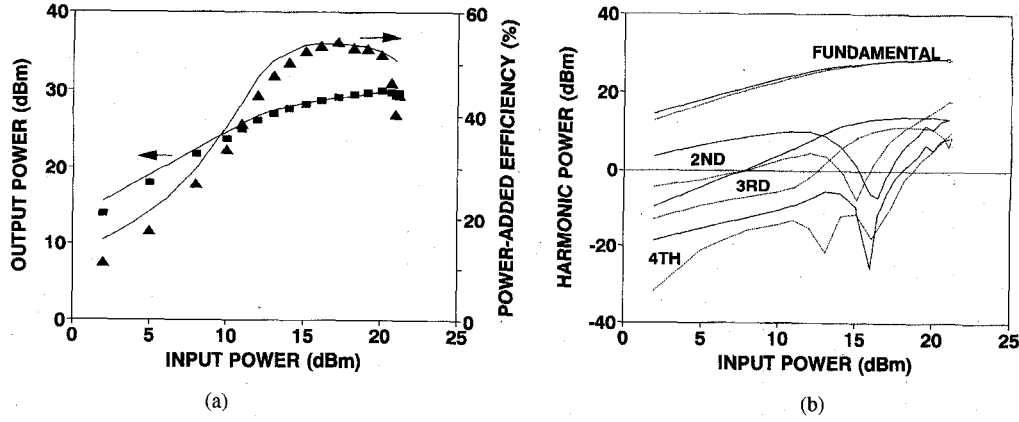 40
30
20
10
0
OUTPUT POWER (dBm)
60
40
20
0
POWER-ADDED EFFICIENCY (%)
0 5 10 15 20 25
INPUT POWER (dBm)
(a)
40
20
0
-20
-40
HARMONIC POWER (dBm)
FUNDAMENTAL
2ND
3RD
4TH
0 5 10 15 20 25
INPUT POWER (dBm)
(b)